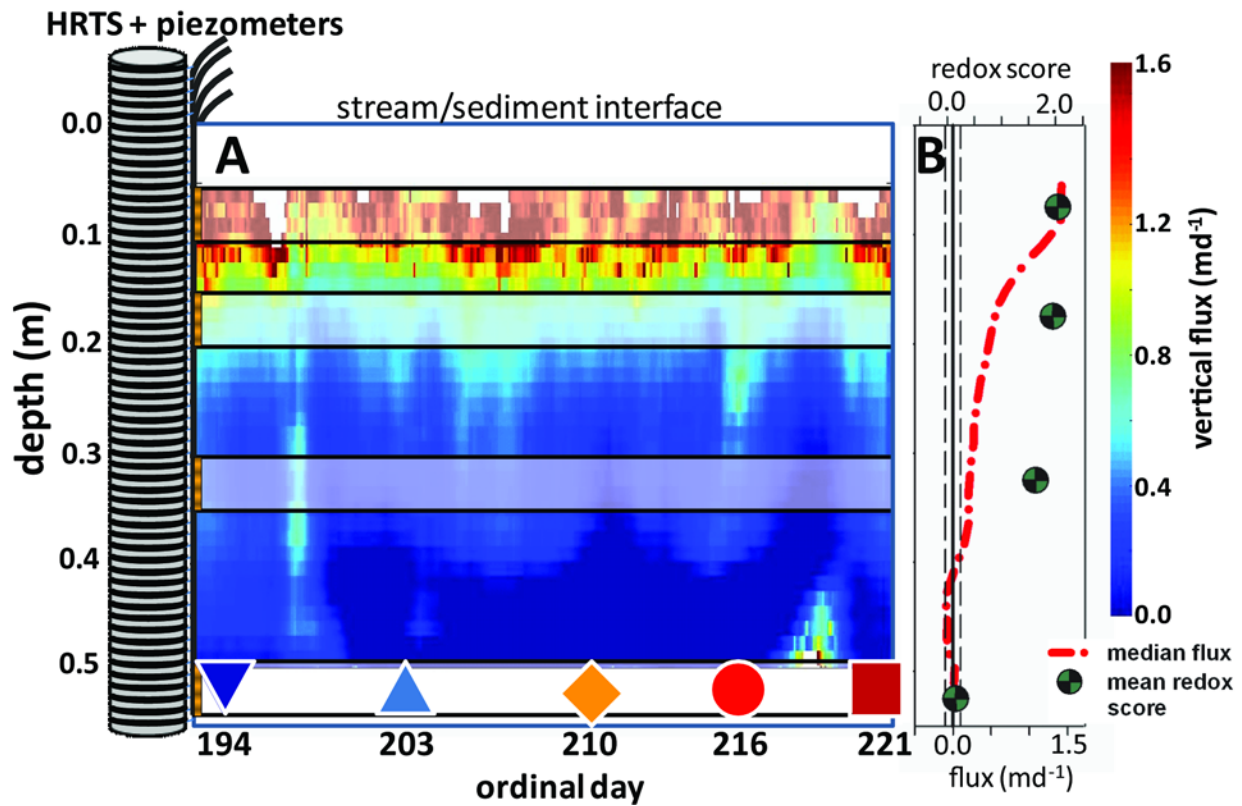 HRTS + piezometers
stream/sediment interface
A
depth (m)
0.0
0.1
0.2
0.3
0.4
0.5
194 203 210 216 221
ordinal day
redox score
0.0 2.0
B
0.0 1.5
flux (md-1)
1.6
1.2
0.8
0.4
0.0
vertical flux (md-1)
median flux
mean redox
score